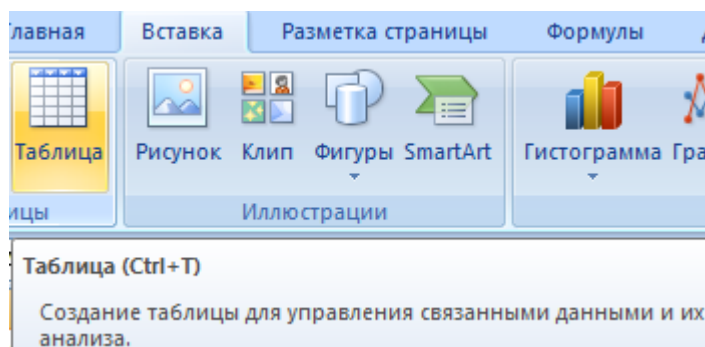 лавная Вставка Разметка страницы Формулы
Таблица Рисунок Клип Фигуры SmartArt Гистограмма Гра
ицы Иллюстрации
Таблица (Ctrl+T)
Создание таблицы для управления связанными данными и их
анализа.